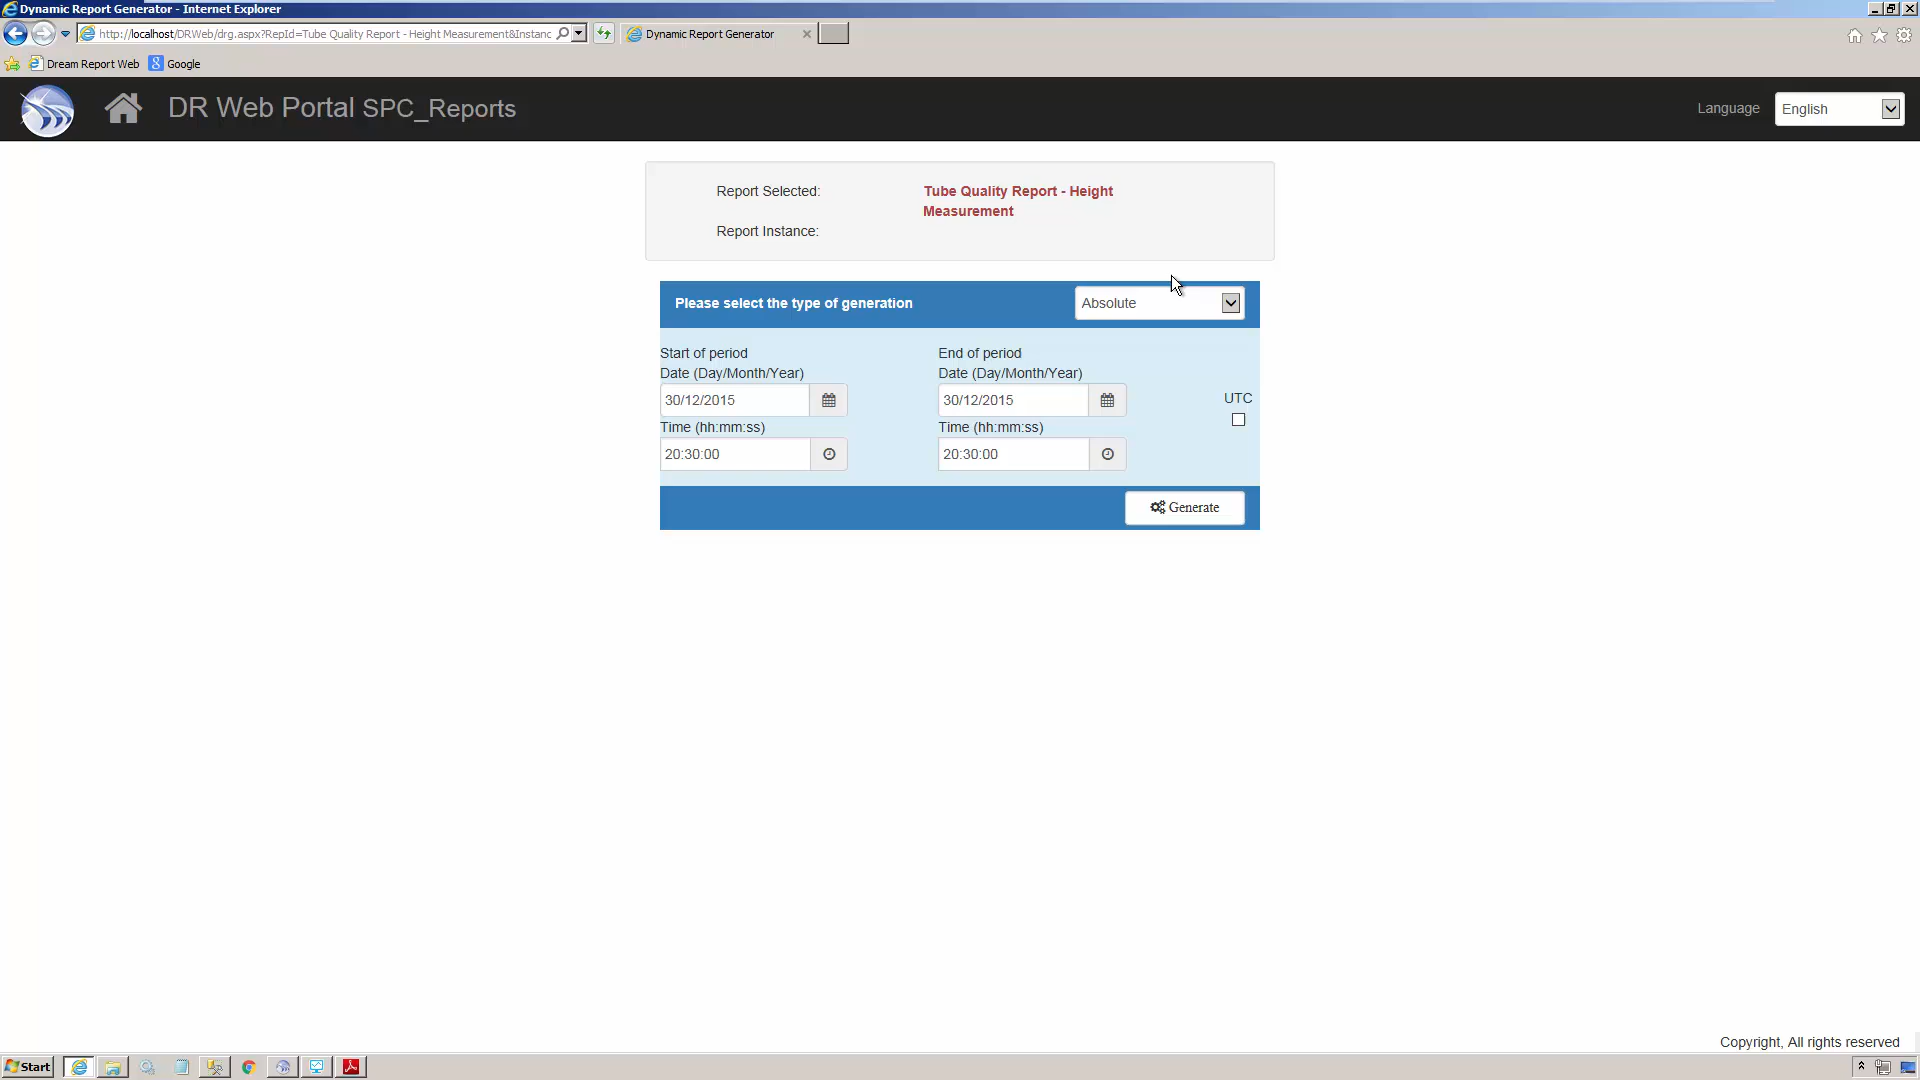 Dynamic Report Generator - Internet Explorer
http://localhost/DRWeb/drg.aspx?RepId=Tube Quality Report - Height Measurement&Instanc
Dynamic Report Generator
Dream Report Web
8 Google
DR Web Portal SPC_Reports
Language
English
Report Selected:
Tube Quality Report - Height
Measurement
Report Instance:
Please select the type of generation
Absolute
Start of period
End of period
Date (Day/Month/Year)
Date (Day/Month/Year)
UTC
30/12/2015
30/12/2015
Time (hh:mm:ss)
Time (hh:mm:ss)
20:30:00
20:30:00
Generate
Copyright, All rights reserved
Start